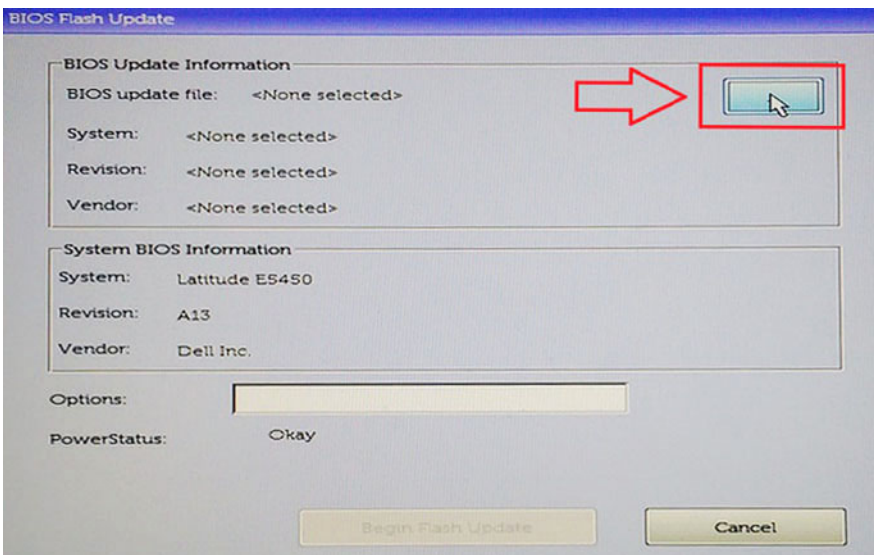 BIOS Flash Update
BIOS Update Information
BIOS update file: <None selected>
System: <None selected>
Revision: <None selected>
Vendor: <None selected>
System BIOS Information
System: Latitude E5450
Revision: A13
Vendor: Dell Inc.
Options:
PowerStatus: Okay
Begin Flash Update
Cancel